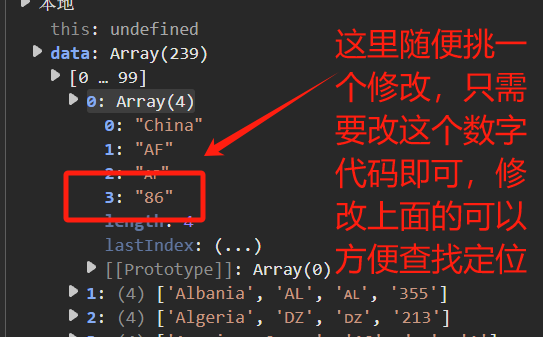 本地
this: undefined
data: Array(239)
[0 … 99]
0: Array(4)
0: "China"
1: "AF"
2: "ᴀꜰ"
3: "86"
length: 4
lastIndex: (...)
[[Prototype]]: Array(0)
1: (4) ['Albania', 'AL', 'ᴀʟ', '355']
2: (4) ['Algeria', 'DZ', 'ᴅᴢ', '213']
这里随便挑一
个修改，只需
要改这个数字
代码即可，修
改上面的可以
方便查找定位